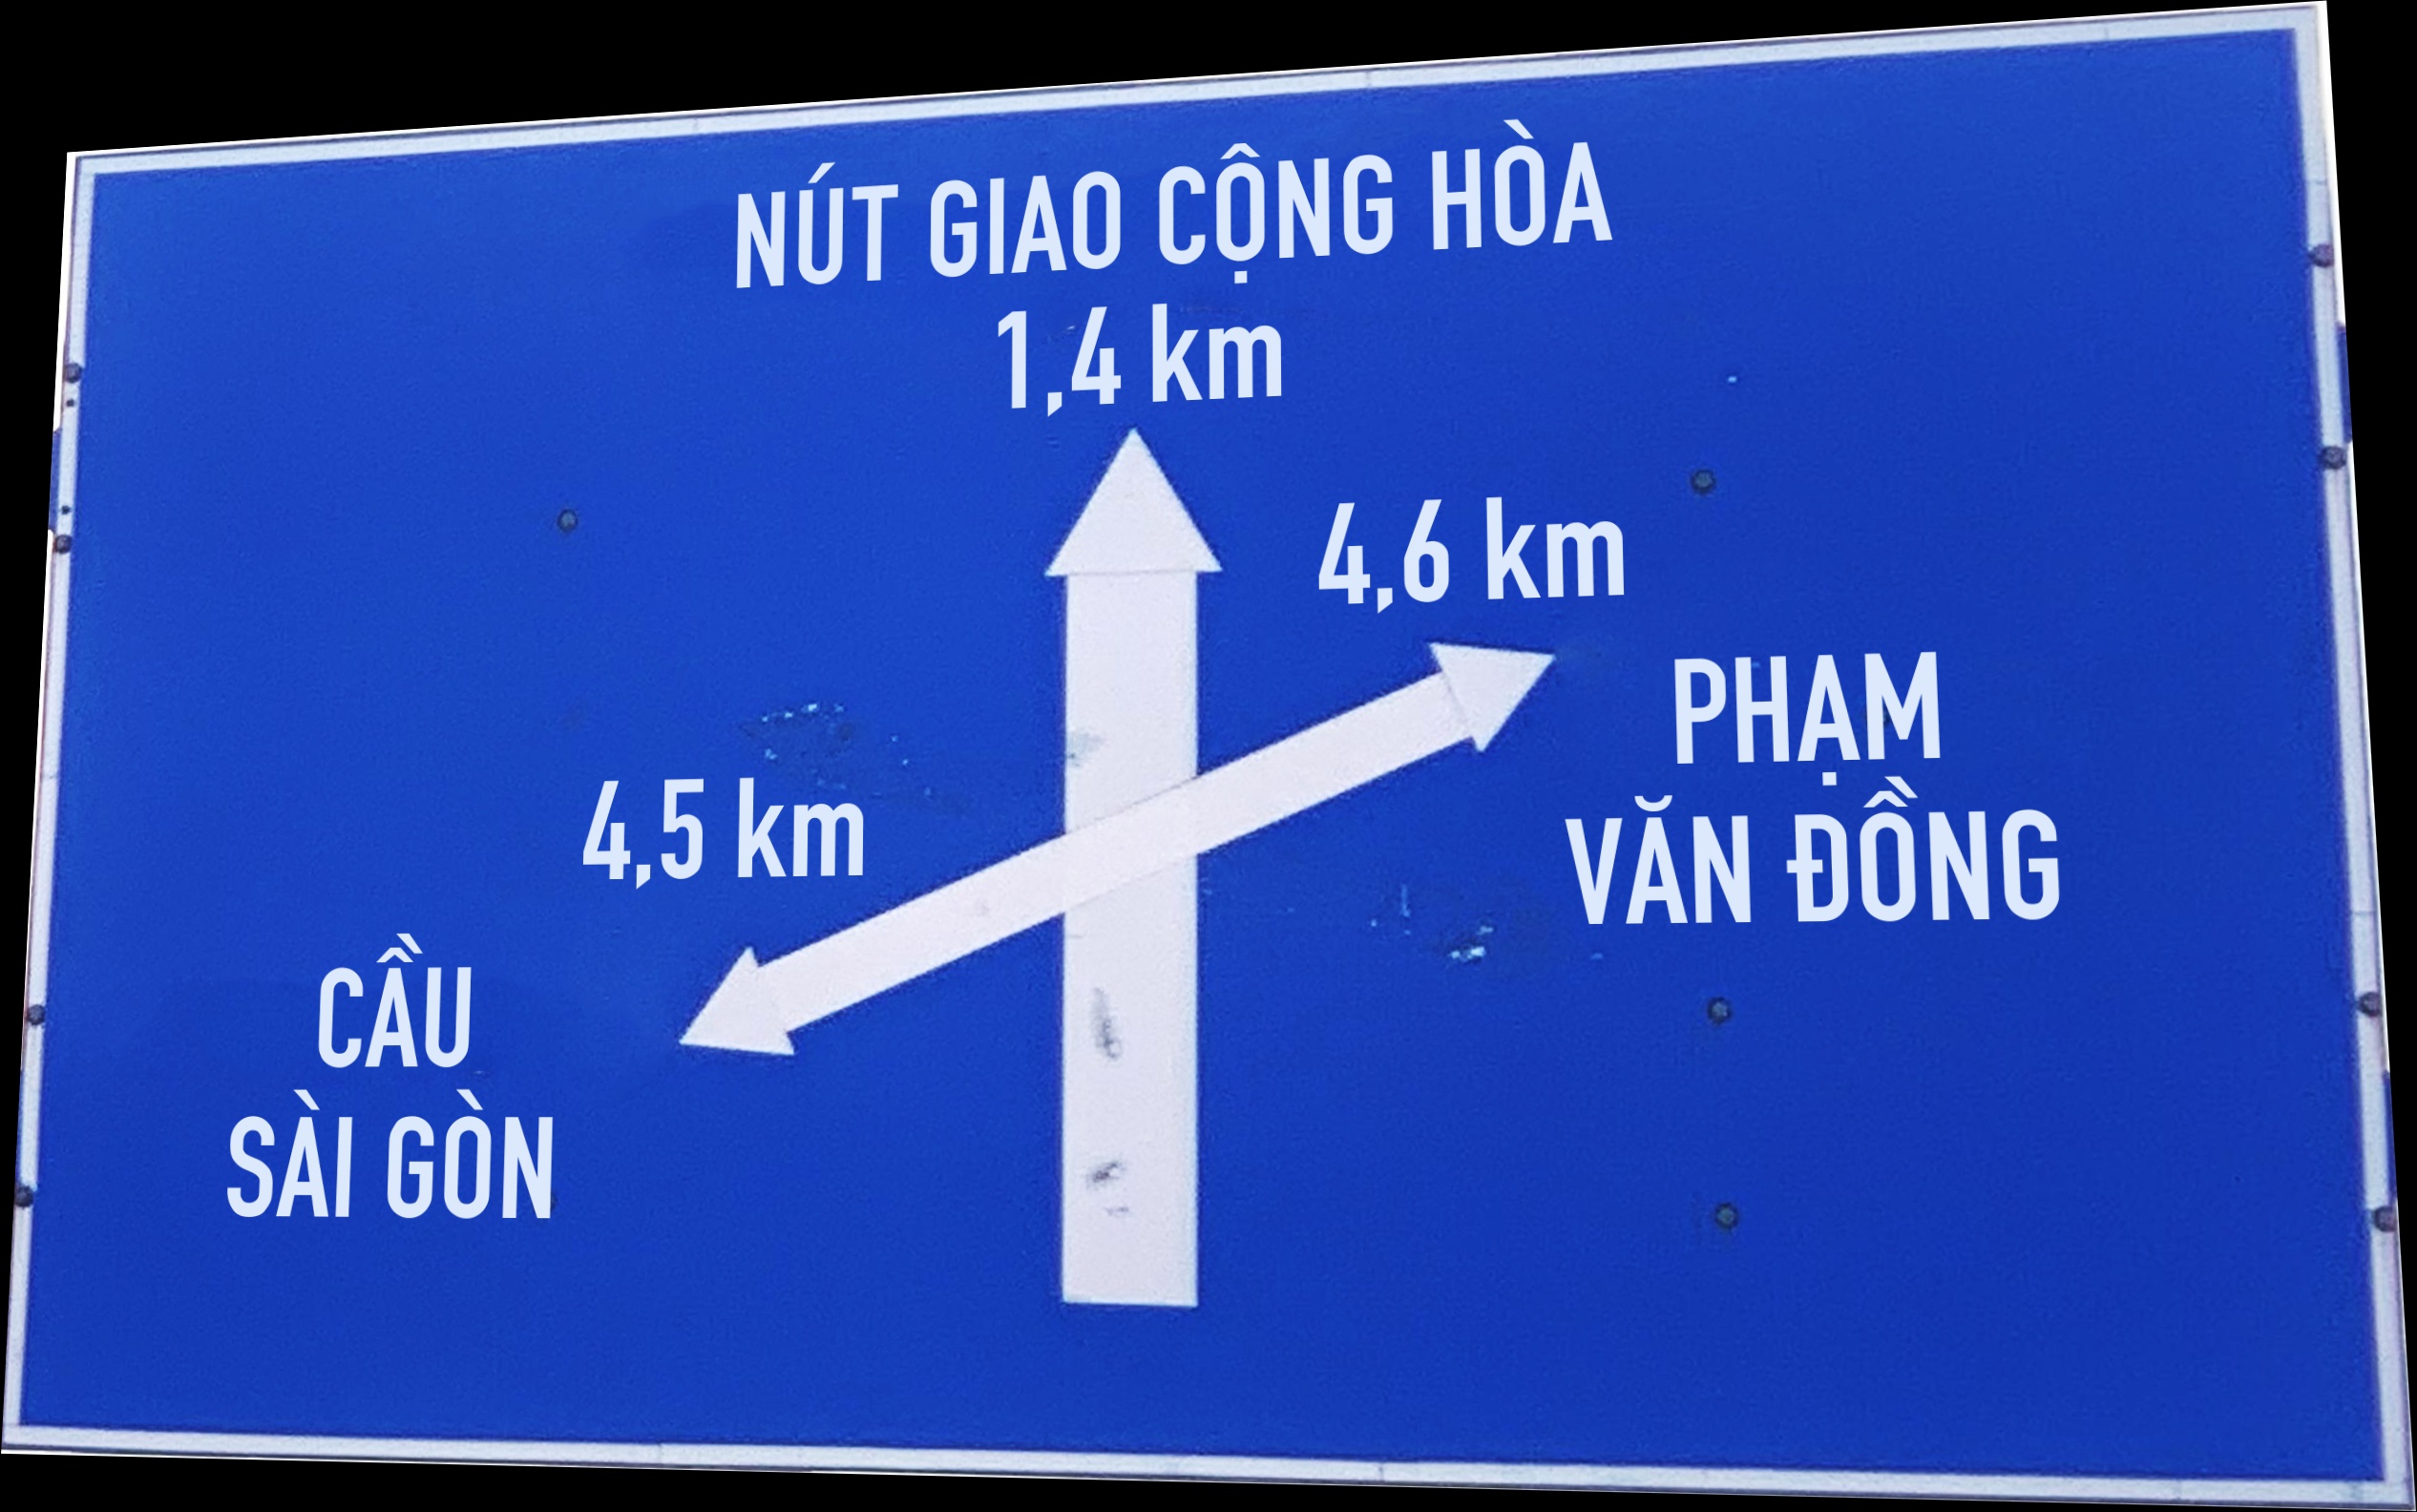 NÚT GIAO CỘNG HÒA
1,4 km
4,6 km
PHẠM
VĂN ĐỒNG
4,5 km
CẦU
SÀI GÒN